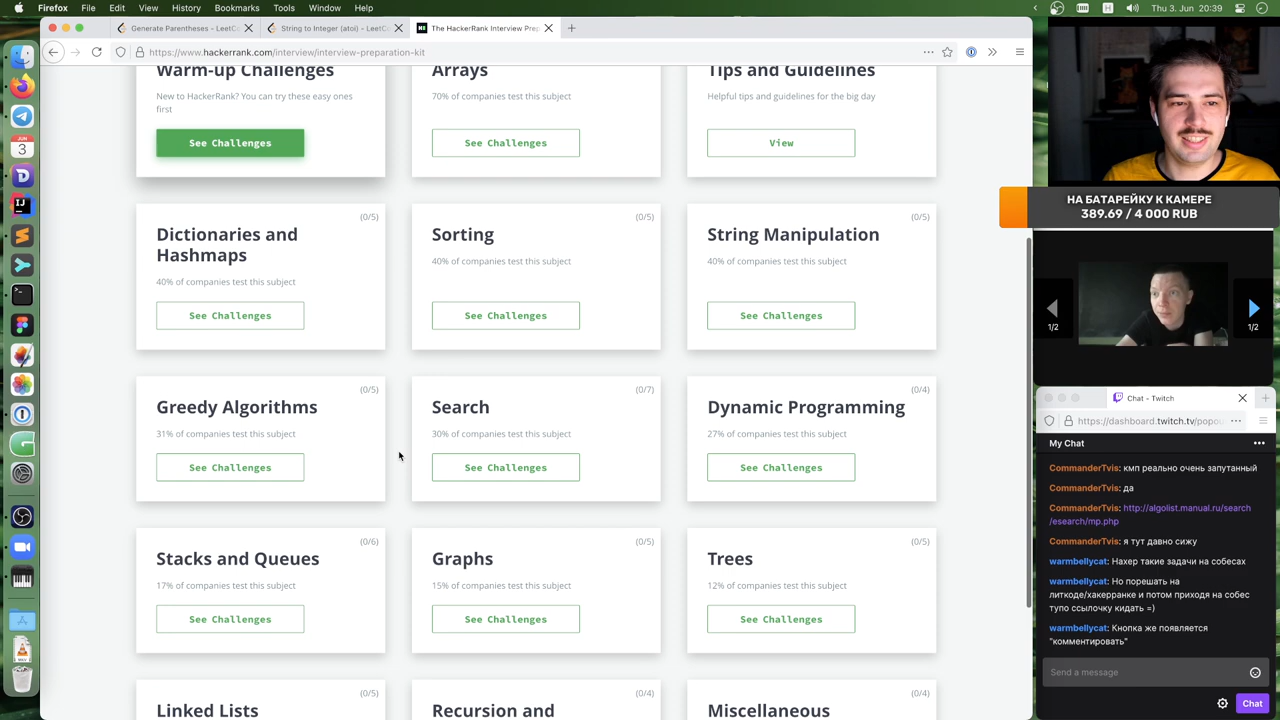 Firefox File Edit View History Bookmarks Tools Window Help
Generate Parentheses - LeetCo
String to Integer (atoi) - LeetCo
The HackerRank Interview Prep
https://www.hackerrank.com/interview/interview-preparation-kit
Warm-up Challenges
New to HackerRank? You can try these easy ones
first
See Challenges
Arrays
70% of companies test this subject
See Challenges
Tips and Guidelines
Helpful tips and guidelines for the big day
View
(0/5)
Dictionaries and
Hashmaps
40% of companies test this subject
See Challenges
(0/5)
Sorting
40% of companies test this subject
See Challenges
(0/5)
String Manipulation
40% of companies test this subject
See Challenges
(0/5)
Greedy Algorithms
31% of companies test this subject
See Challenges
(0/7)
Search
30% of companies test this subject
See Challenges
(0/4)
Dynamic Programming
27% of companies test this subject
See Challenges
(0/6)
Stacks and Queues
17% of companies test this subject
See Challenges
(0/5)
Graphs
15% of companies test this subject
See Challenges
(0/5)
Trees
12% of companies test this subject
See Challenges
(0/5)
Linked Lists
(0/4)
Recursion and
(0/4)
Miscellaneous
JUN
3
НА БАТАРЕЙКУ К КАМЕРЕ
389.69 / 4 000 RUB
1/2
1/2
Chat - Twitch
https://dashboard.twitch.tv/popou
My Chat
CommanderTvis: кмп реально очень запутанный
CommanderTvis: да
CommanderTvis: http://algolist.manual.ru/search
/esearch/mp.php
CommanderTvis: я тут давно сижу
warmbellycat: Нахер такие задачи на собесах
warmbellycat: Но порешать на
литкоде/хакерранке и потом приходя на собес
тупо ссылочку кидать =)
warmbellycat: Кнопка же появляется
"комментировать"
Send a message
Chat